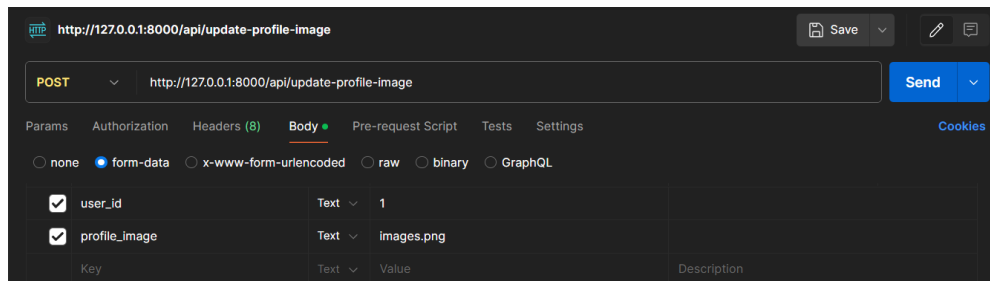 HTTP http://127.0.0.1:8000/api/update-profile-image Save
POST http://127.0.0.1:8000/api/update-profile-image Send
Params Authorization Headers (8) Body Pre-request Script Tests Settings Cookies
none form-data x-www-form-urlencoded raw binary GraphQL
user_id Text 1
profile_image Text images.png
Key Text Value Description